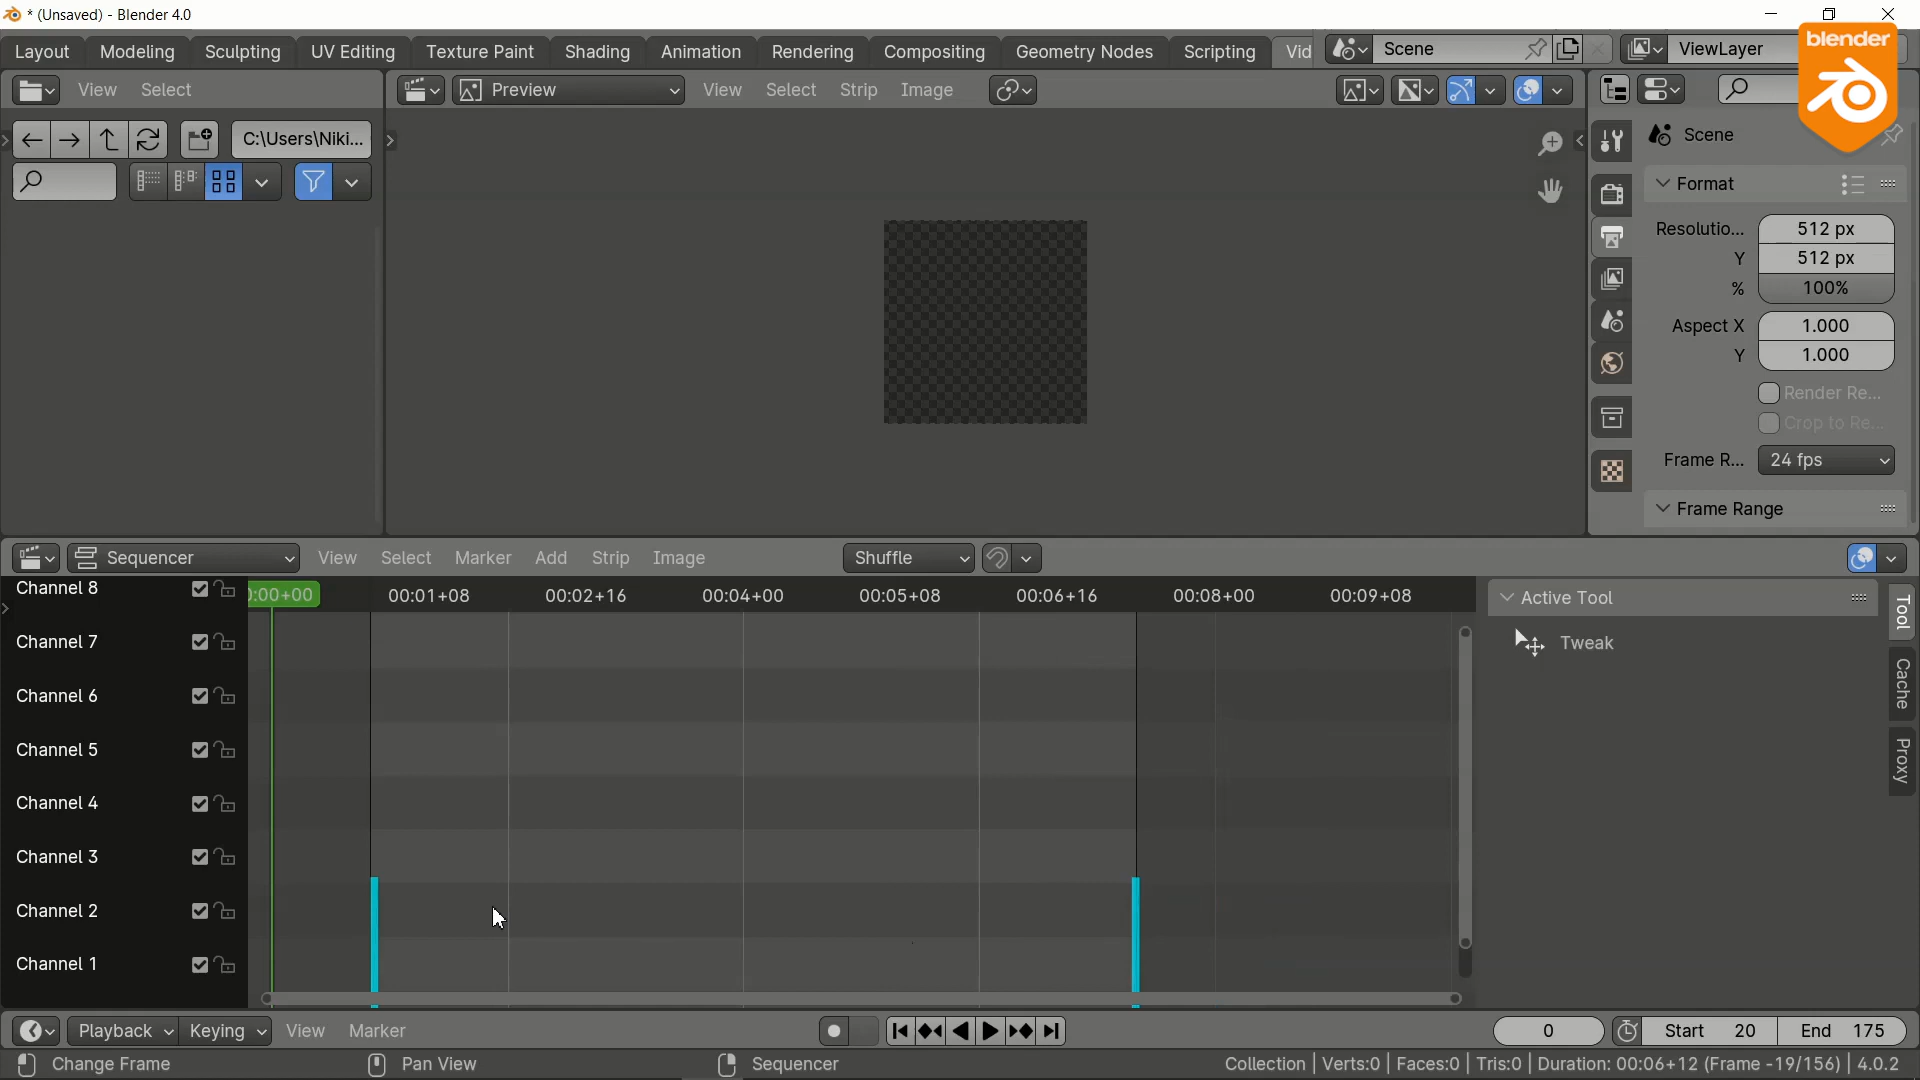 * (Unsaved) - Blender 4.0
Layout Modeling Sculpting UV Editing Texture Paint Shading Animation Rendering Compositing Geometry Nodes Scripting Vid Scene ViewLayer
blender
View Select Preview View Select Strip Image
C:\Users\Niki...
Scene
Format
Resolutio... 512 px
Y 512 px
% 100%
Aspect X 1.000
Y 1.000
Render Re...
Crop to Re...
Frame R... 24 fps
Frame Range
Sequencer View Select Marker Add Strip Image Shuffle
Channel 8 0:00+00 00:01+08 00:02+16 00:04+00 00:05+08 00:06+16 00:08+00 00:09+08 Active Tool
Tool
Channel 7 Tweak
Channel 6 Cache
Channel 5 Proxy
Channel 4
Channel 3
Channel 2
Channel 1
Playback Keying View Marker 0 Start 20 End 175
Change Frame Pan View Sequencer Collection | Verts:0 | Faces:0 | Tris:0 | Duration: 00:06+12 (Frame -19/156) | 4.0.2